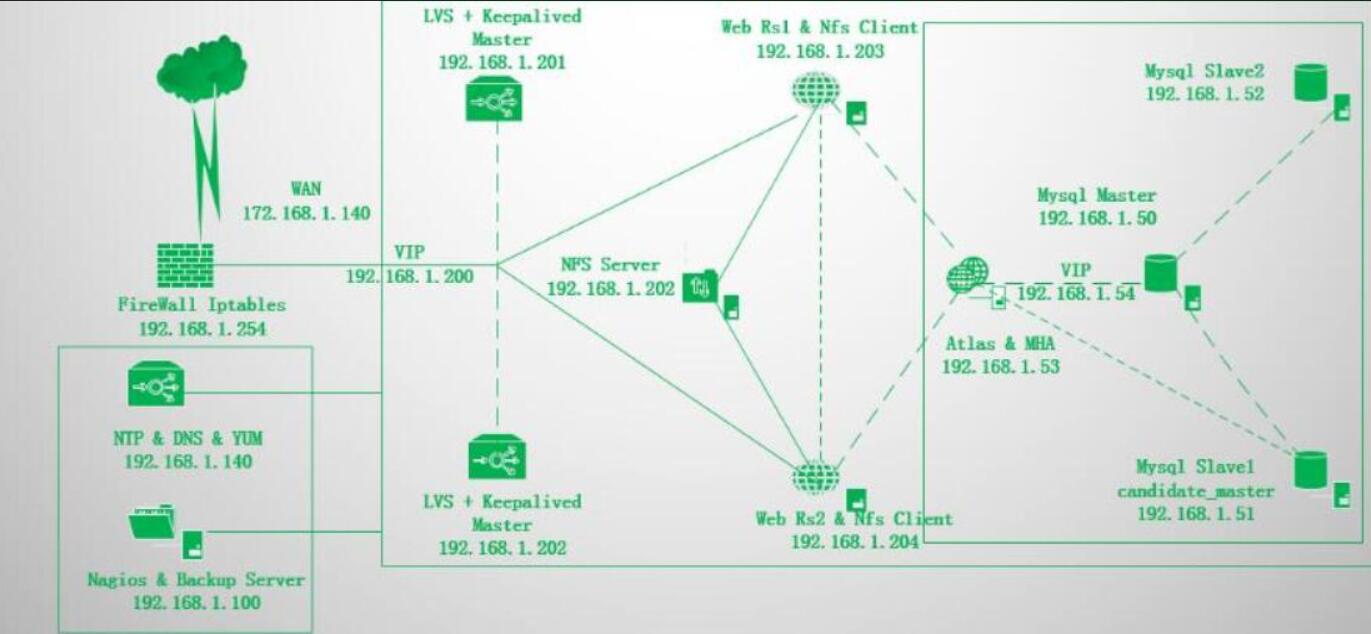 LVS + Keepalived
Master
192.168.1.201
Web Rs1 & Nfs Client
192.168.1.203
Mysql Slave2
192.168.1.52
WAN
172.168.1.140
Mysql Master
192.168.1.50
VIP
192.168.1.200
NFS Server
192.168.1.202
VIP
192.168.1.54
FireWall Iptables
192.168.1.254
Atlas & MHA
192.168.1.53
NTP & DNS & YUM
192.168.1.140
Mysql Slave1
candidate_master
192.168.1.51
LVS + Keepalived
Master
192.168.1.202
Web Rs2 & Nfs Client
192.168.1.204
Nagios & Backup Server
192.168.1.100